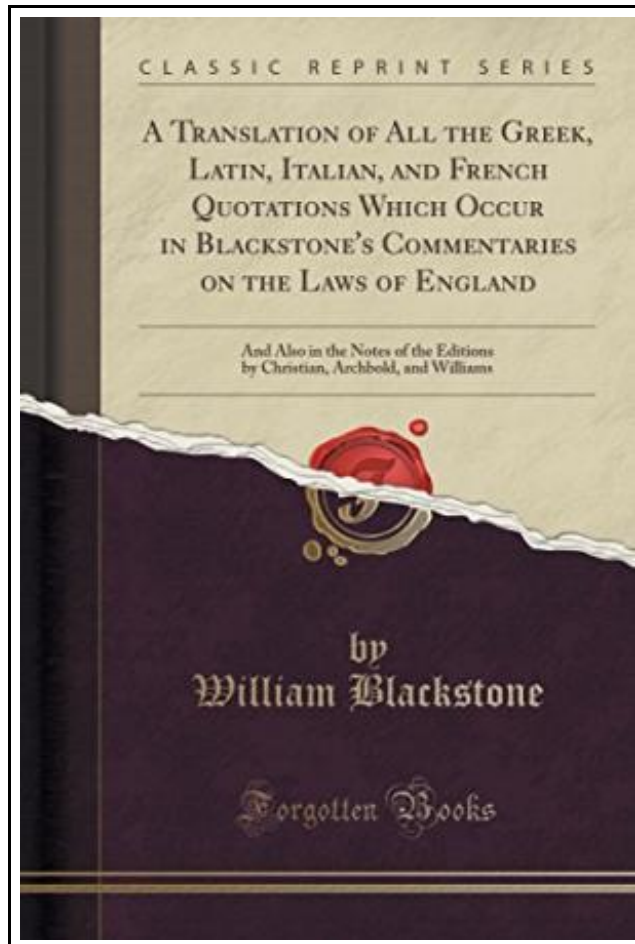 CLASSIC REPRINT SERIES
A TRANSLATION OF ALL THE GREEK,
LATIN, ITALIAN, AND FRENCH
QUOTATIONS WHICH OCCUR
IN BLACKSTONE'S COMMENTARIES
ON THE LAWS OF ENGLAND
And Also in the Notes of the Editions
by Christian, Archbold, and Williams
by
William Blackstone
Forgotten Books